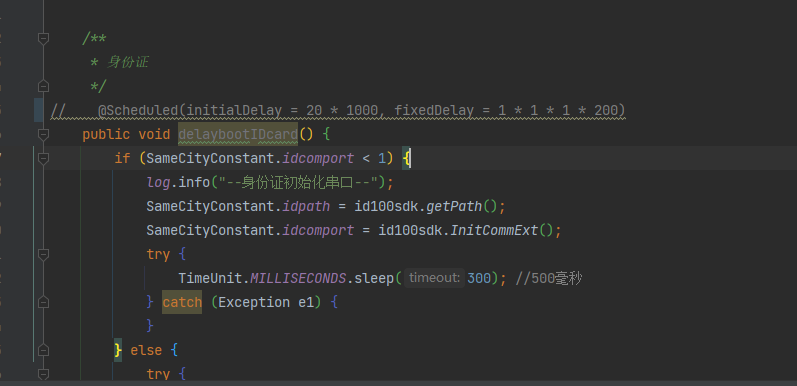 /**
* 身份证
*/
// @Scheduled(initialDelay = 20 * 1000, fixedDelay = 1 * 1 * 1 * 200)
public void delaybootIDcard() {
if (SameCityConstant.idcomport < 1) {
log.info("--身份证初始化串口--");
SameCityConstant.idpath = id100sdk.getPath();
SameCityConstant.idcomport = id100sdk.InitCommExt();
try {
TimeUnit.MILLISECONDS.sleep( timeout: 300); //500毫秒
} catch (Exception e1) {
}
} else {
try {